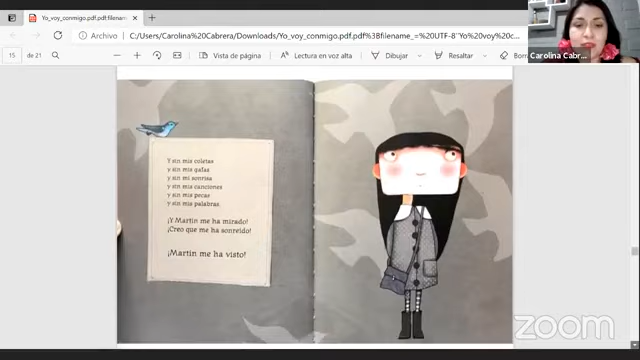 Yo_voy_conmigo.pdf.pdf:filename
Archivo
C:/Users/Carolina%20Cabrera/Downloads/Yo_voy_conmigo.pdf.pdf%3Bfilename_=%20UTF-8''Yo%20voy%20c...
15
de 21
Vista de página
Lectura en voz alta
Dibujar
Resaltar
Borr
Carolina Cabr...
Y sin mis coletas
y sin mis gafas
y sin mi sonrisa
y sin mis canciones
y sin mis pecas
y sin mis palabras.
¡Y Martín me ha mirado!
¡Creo que me ha sonreído!
¡Martín me ha visto!
zoom